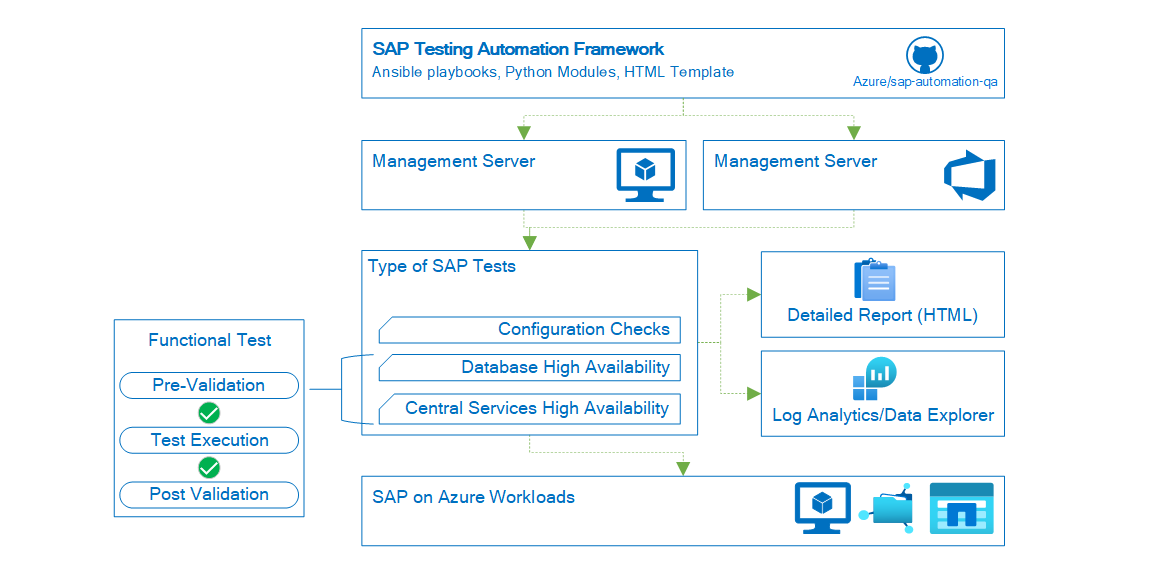 SAP Testing Automation Framework
Ansible playbooks, Python Modules, HTML Template
Azure/sap-automation-qa
Management Server
Management Server
Type of SAP Tests
Configuration Checks
Database High Availability
Central Services High Availability
Functional Test
Pre-Validation
Test Execution
Post Validation
Detailed Report (HTML)
Log Analytics/Data Explorer
SAP on Azure Workloads